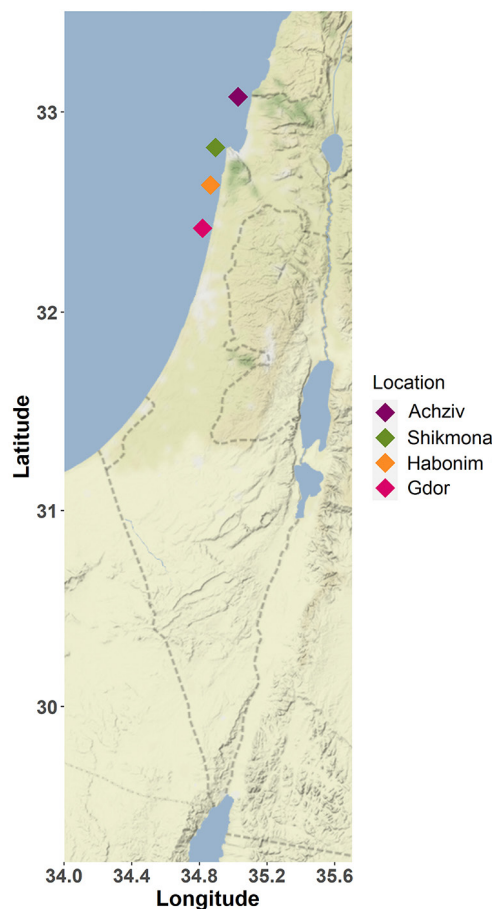 33
32
31
30
Latitude
34.0 34.4 34.8 35.2 35.6
Longitude
Location
Achziv
Shikmona
Habonim
Gdor